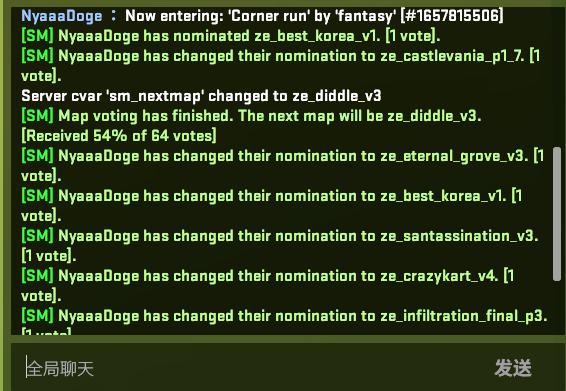 NyaaaDoge : Now entering: 'Corner run' by 'fantasy' [#1657815506]
[SM] NyaaaDoge has nominated ze_best_korea_v1. [1 vote].
[SM] NyaaaDoge has changed their nomination to ze_castlevania_p1_7. [1
vote].
Server cvar 'sm_nextmap' changed to ze_diddle_v3
[SM] Map voting has finished. The next map will be ze_diddle_v3.
[Received 54% of 64 votes]
[SM] NyaaaDoge has changed their nomination to ze_eternal_grove_v3. [1
vote].
[SM] NyaaaDoge has changed their nomination to ze_best_korea_v1. [1
vote].
[SM] NyaaaDoge has changed their nomination to ze_santassination_v3.
[1 vote].
[SM] NyaaaDoge has changed their nomination to ze_crazykart_v4. [1
vote].
[SM] NyaaaDoge has changed their nomination to ze_infiltration_final_p3.
[1 vote].
全局聊天
发送